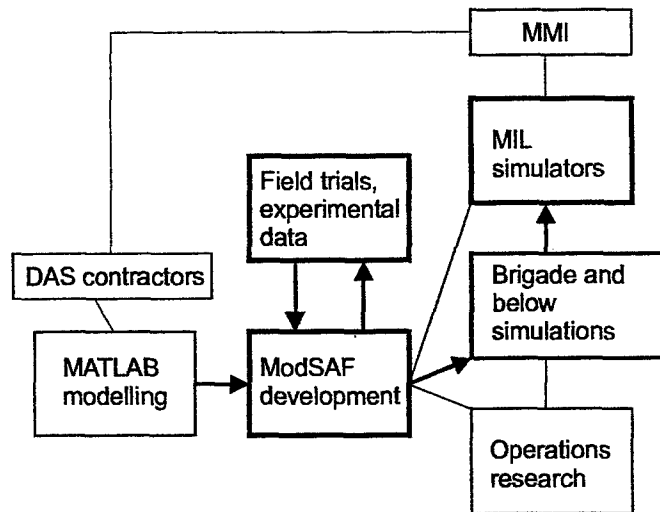 MMI
MIL
simulators
Field trials,
experimental
data
DAS contractors
Brigade and
below
simulations
MATLAB
modelling
ModSAF
development
Operations
research